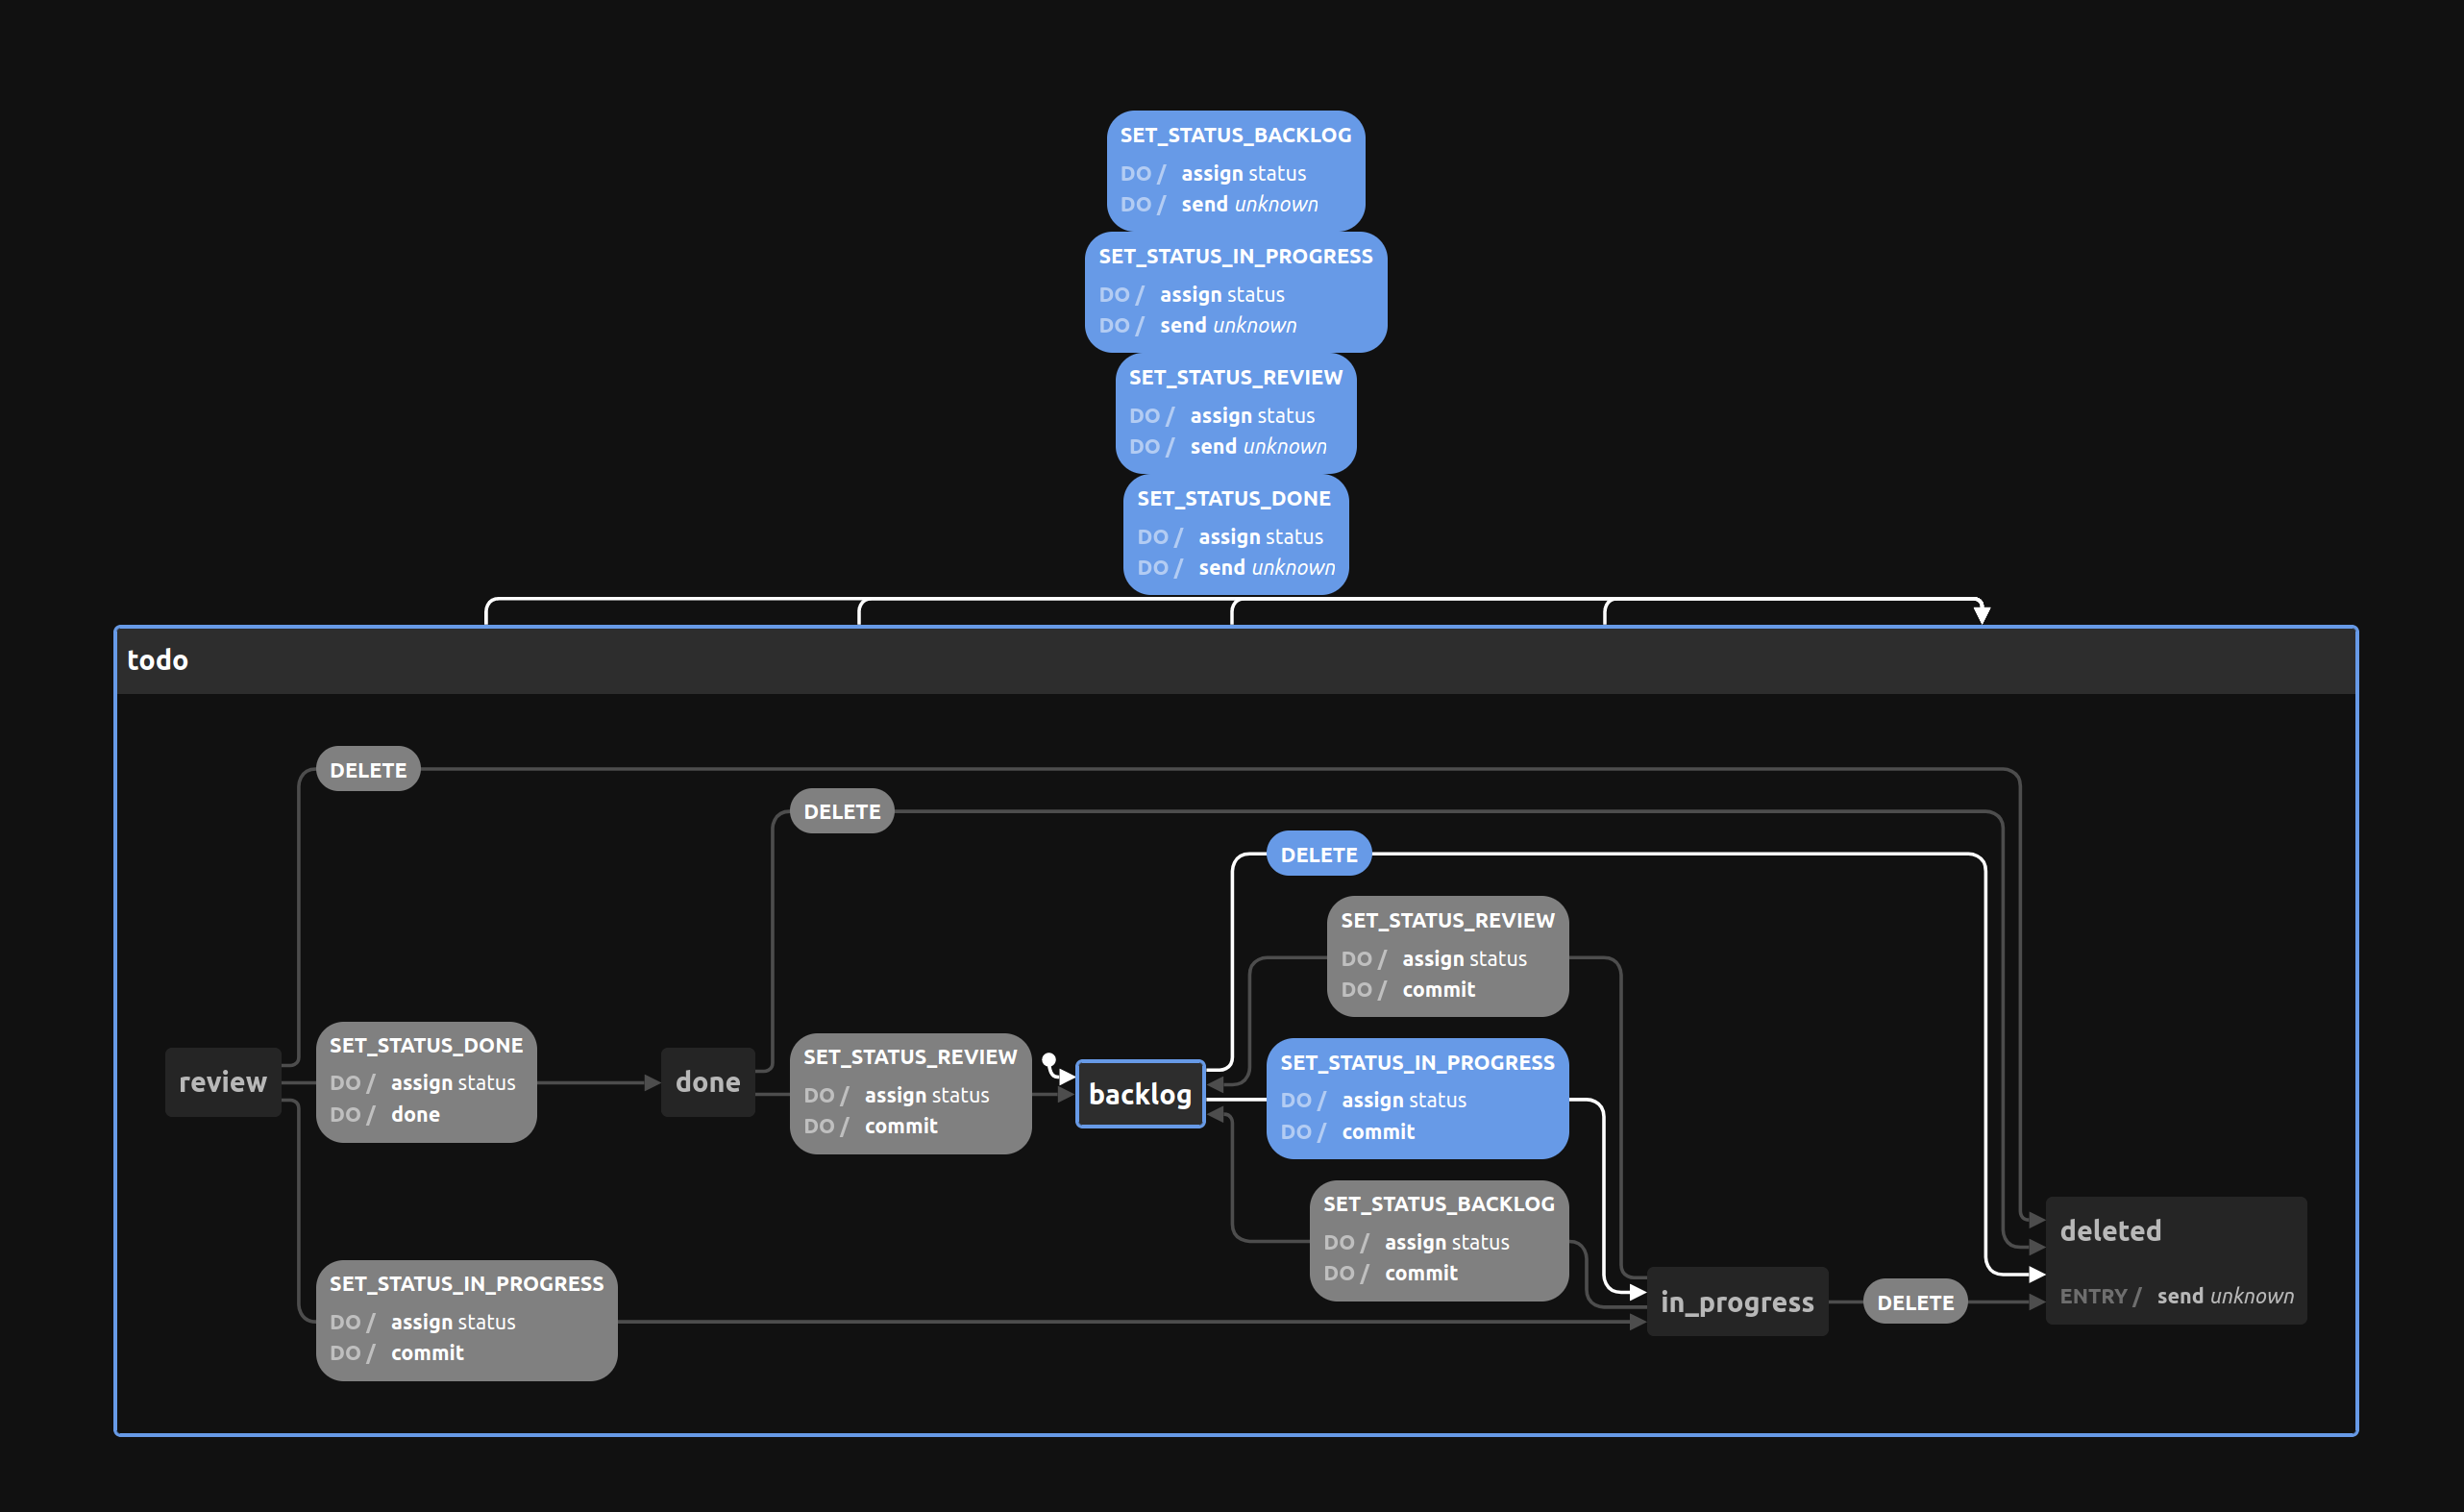 SET_STATUS_BACKLOG
DO / assign status
DO / send unknown
SET_STATUS_IN_PROGRESS
DO / assign status
DO / send unknown
SET_STATUS_REVIEW
DO / assign status
DO / send unknown
SET_STATUS_DONE
DO / assign status
DO / send unknown
todo
DELETE
DELETE
DELETE
SET_STATUS_REVIEW
DO / assign status
DO / commit
review
SET_STATUS_DONE
DO / assign status
DO / done
done
SET_STATUS_REVIEW
DO / assign status
DO / commit
backlog
SET_STATUS_IN_PROGRESS
DO / assign status
DO / commit
SET_STATUS_BACKLOG
DO / assign status
DO / commit
SET_STATUS_IN_PROGRESS
DO / assign status
DO / commit
in_progress
DELETE
deleted
ENTRY / send unknown